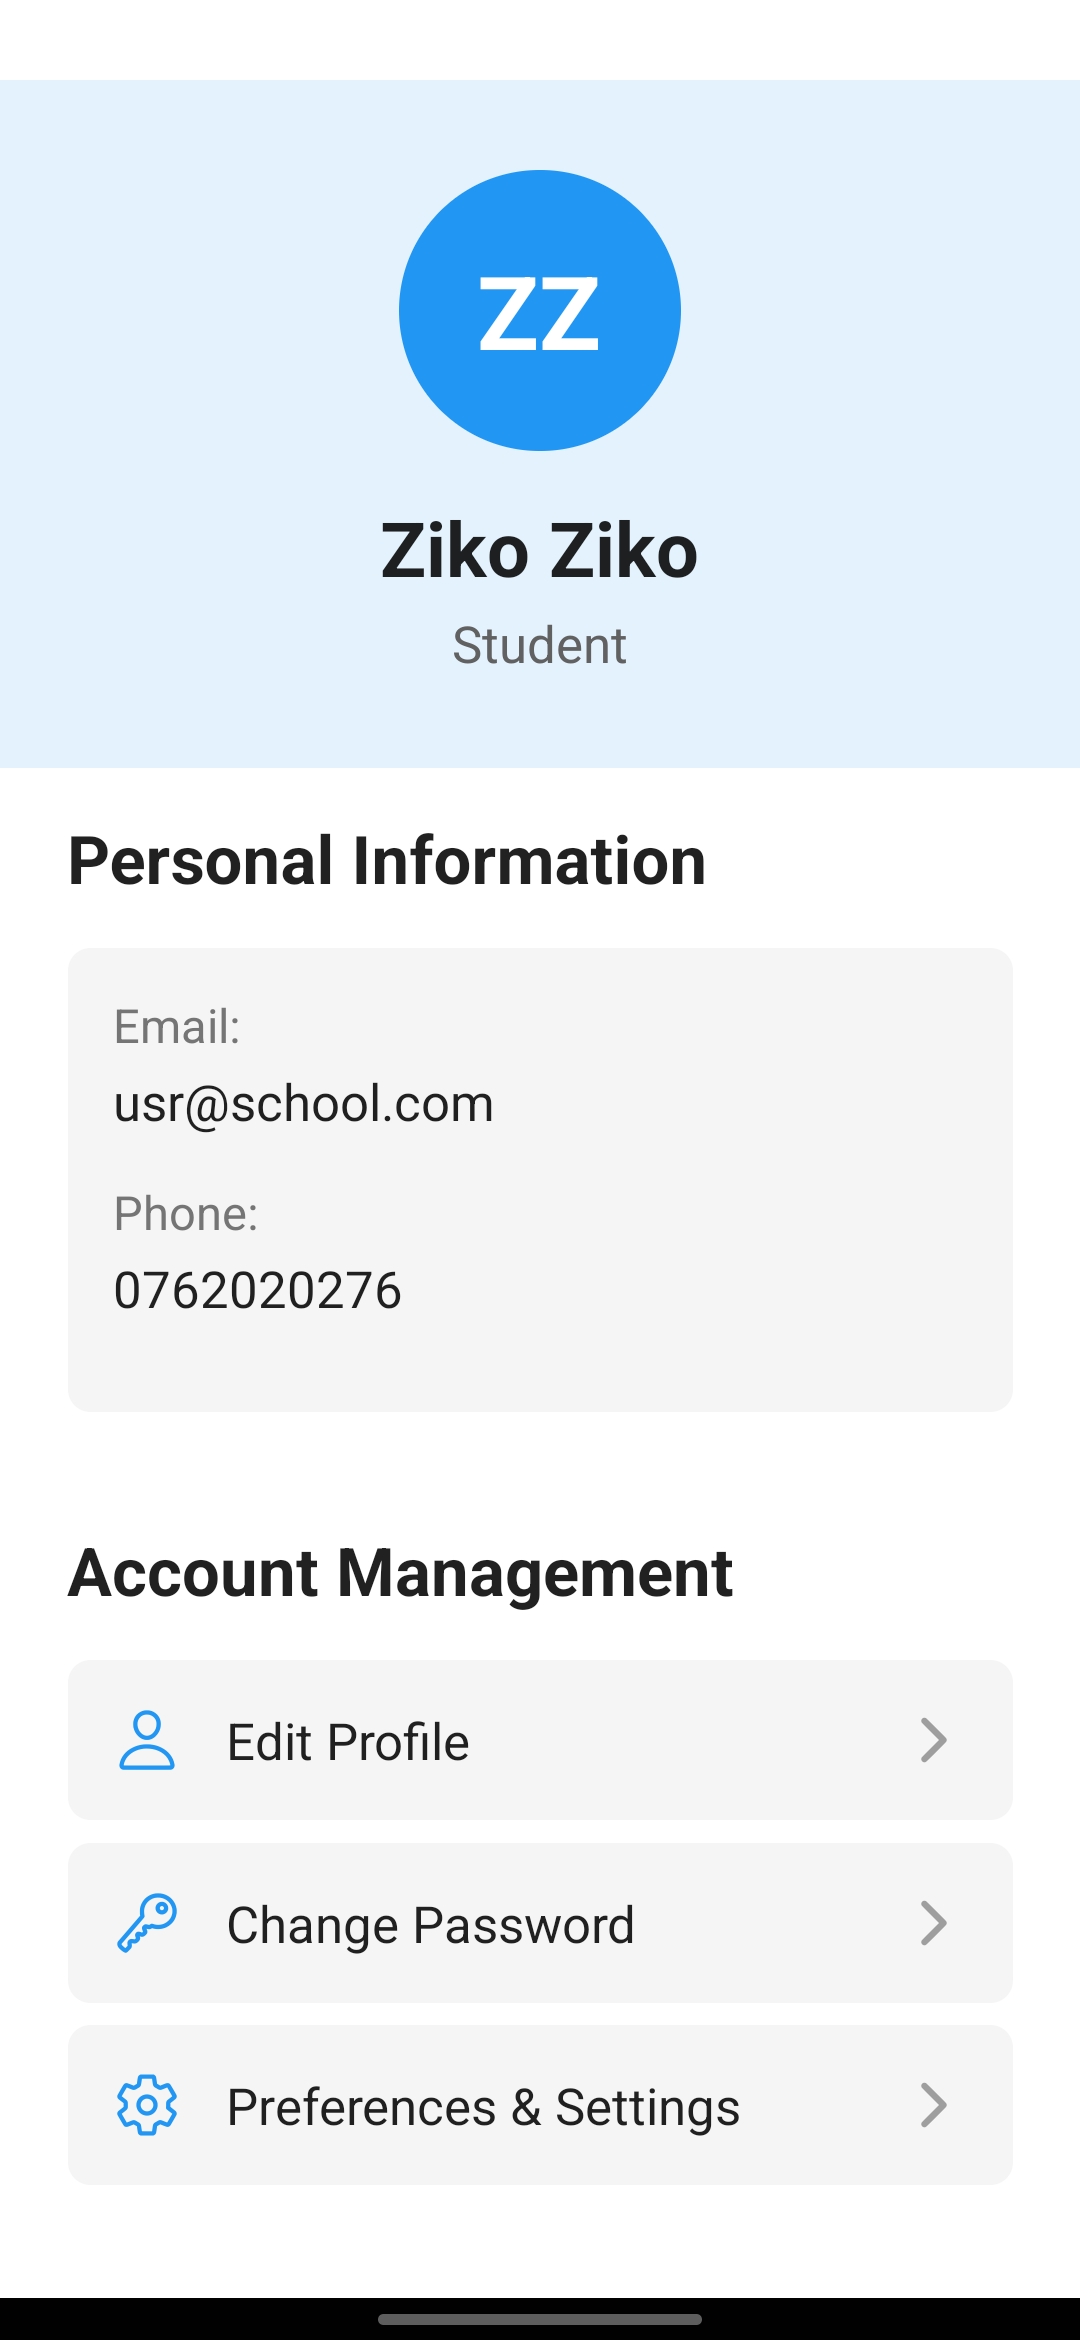 ZZ
Ziko Ziko
Student
Personal Information
Email:
usr@school.com
Phone:
0762020276
Account Management
Edit Profile
Change Password
Preferences & Settings